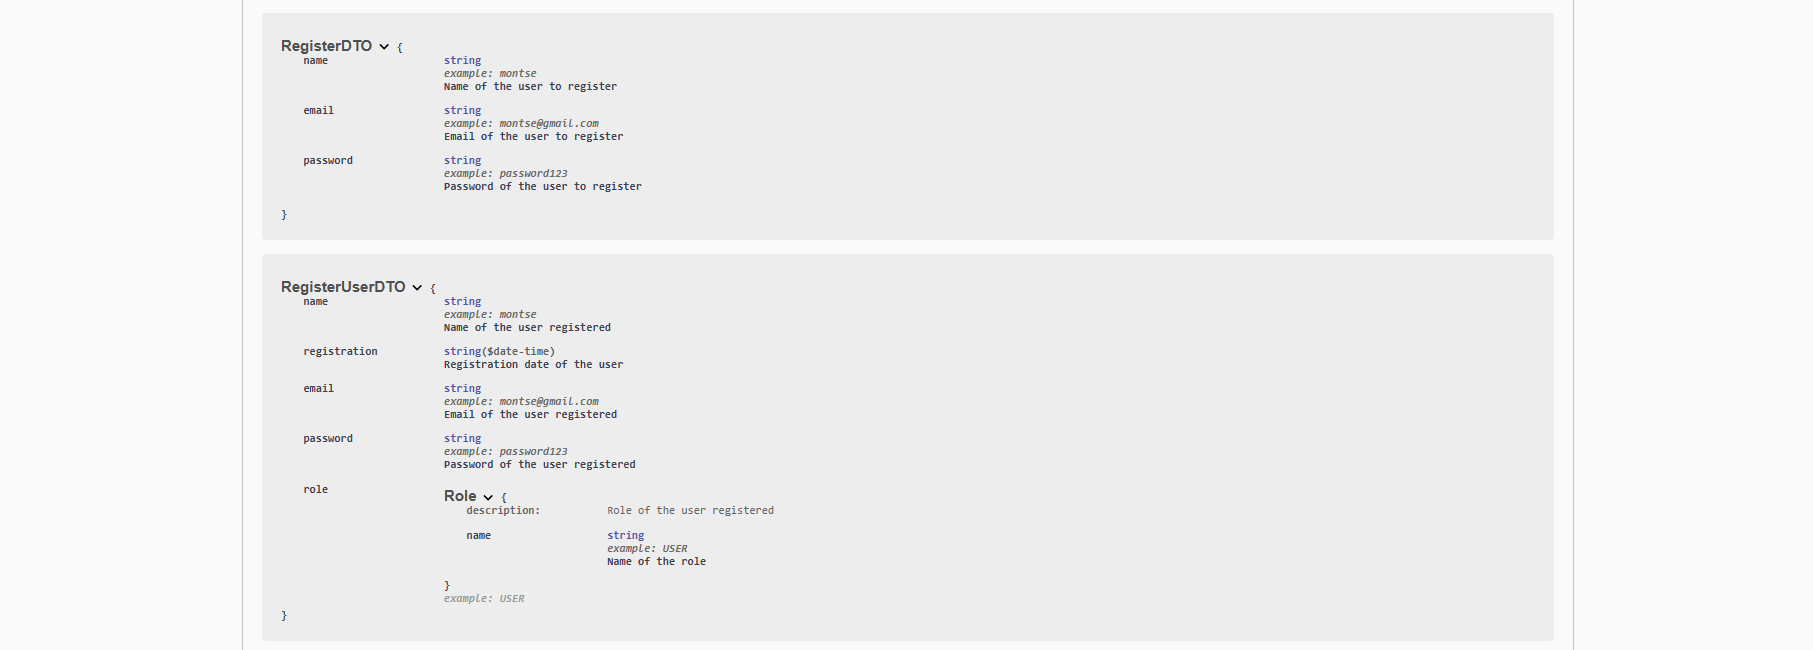 RegisterDTO {
name string
example: montse
Name of the user to register
email string
example: montse@gmail.com
Email of the user to register
password string
example: password123
Password of the user to register
}
RegisterUserDTO {
name string
example: montse
Name of the user registered
registration string($date-time)
Registration date of the user
email string
example: montse@gmail.com
Email of the user registered
password string
example: password123
Password of the user registered
role
Role {
description: Role of the user registered
name string
example: USER
Name of the role
}
example: USER
}